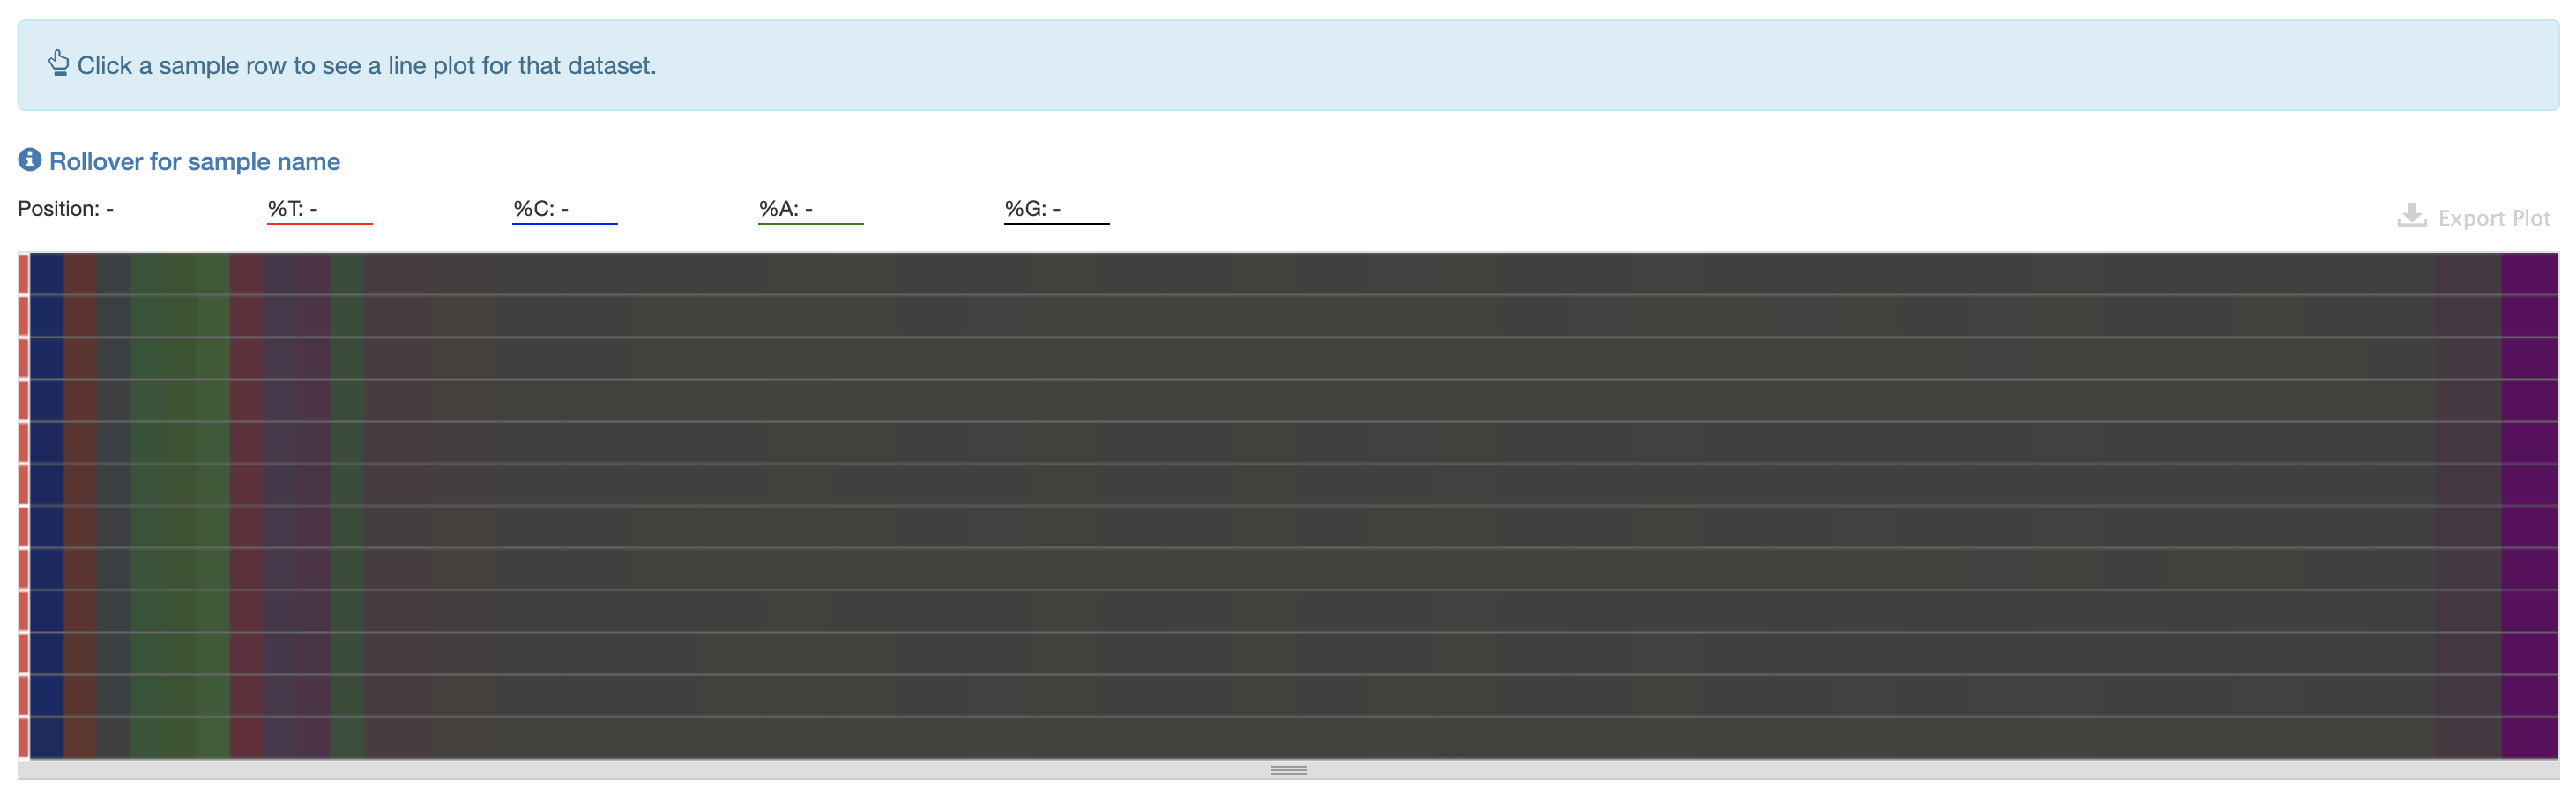 Click a sample row to see a line plot for that dataset.
Rollover for sample name
Position: - %T: - %C: - %A: - %G: -
Export Plot